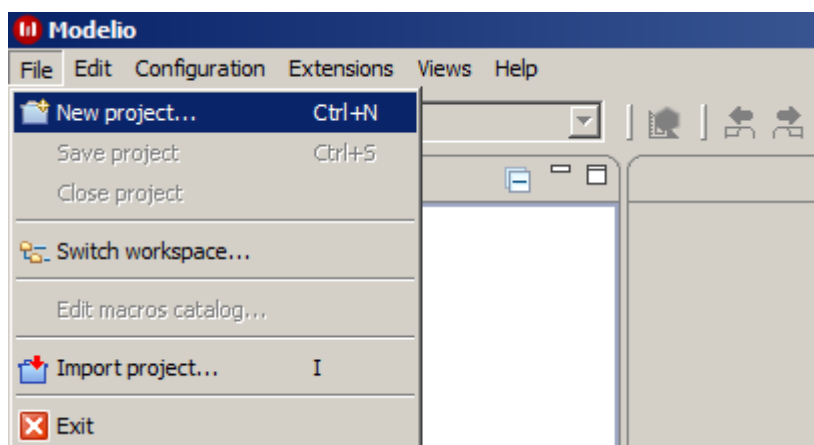 Modelio
File Edit Configuration Extensions Views Help
New project... Ctrl+N
Save project Ctrl+S
Close project
Switch workspace...
Edit macros catalog...
Import project... I
Exit